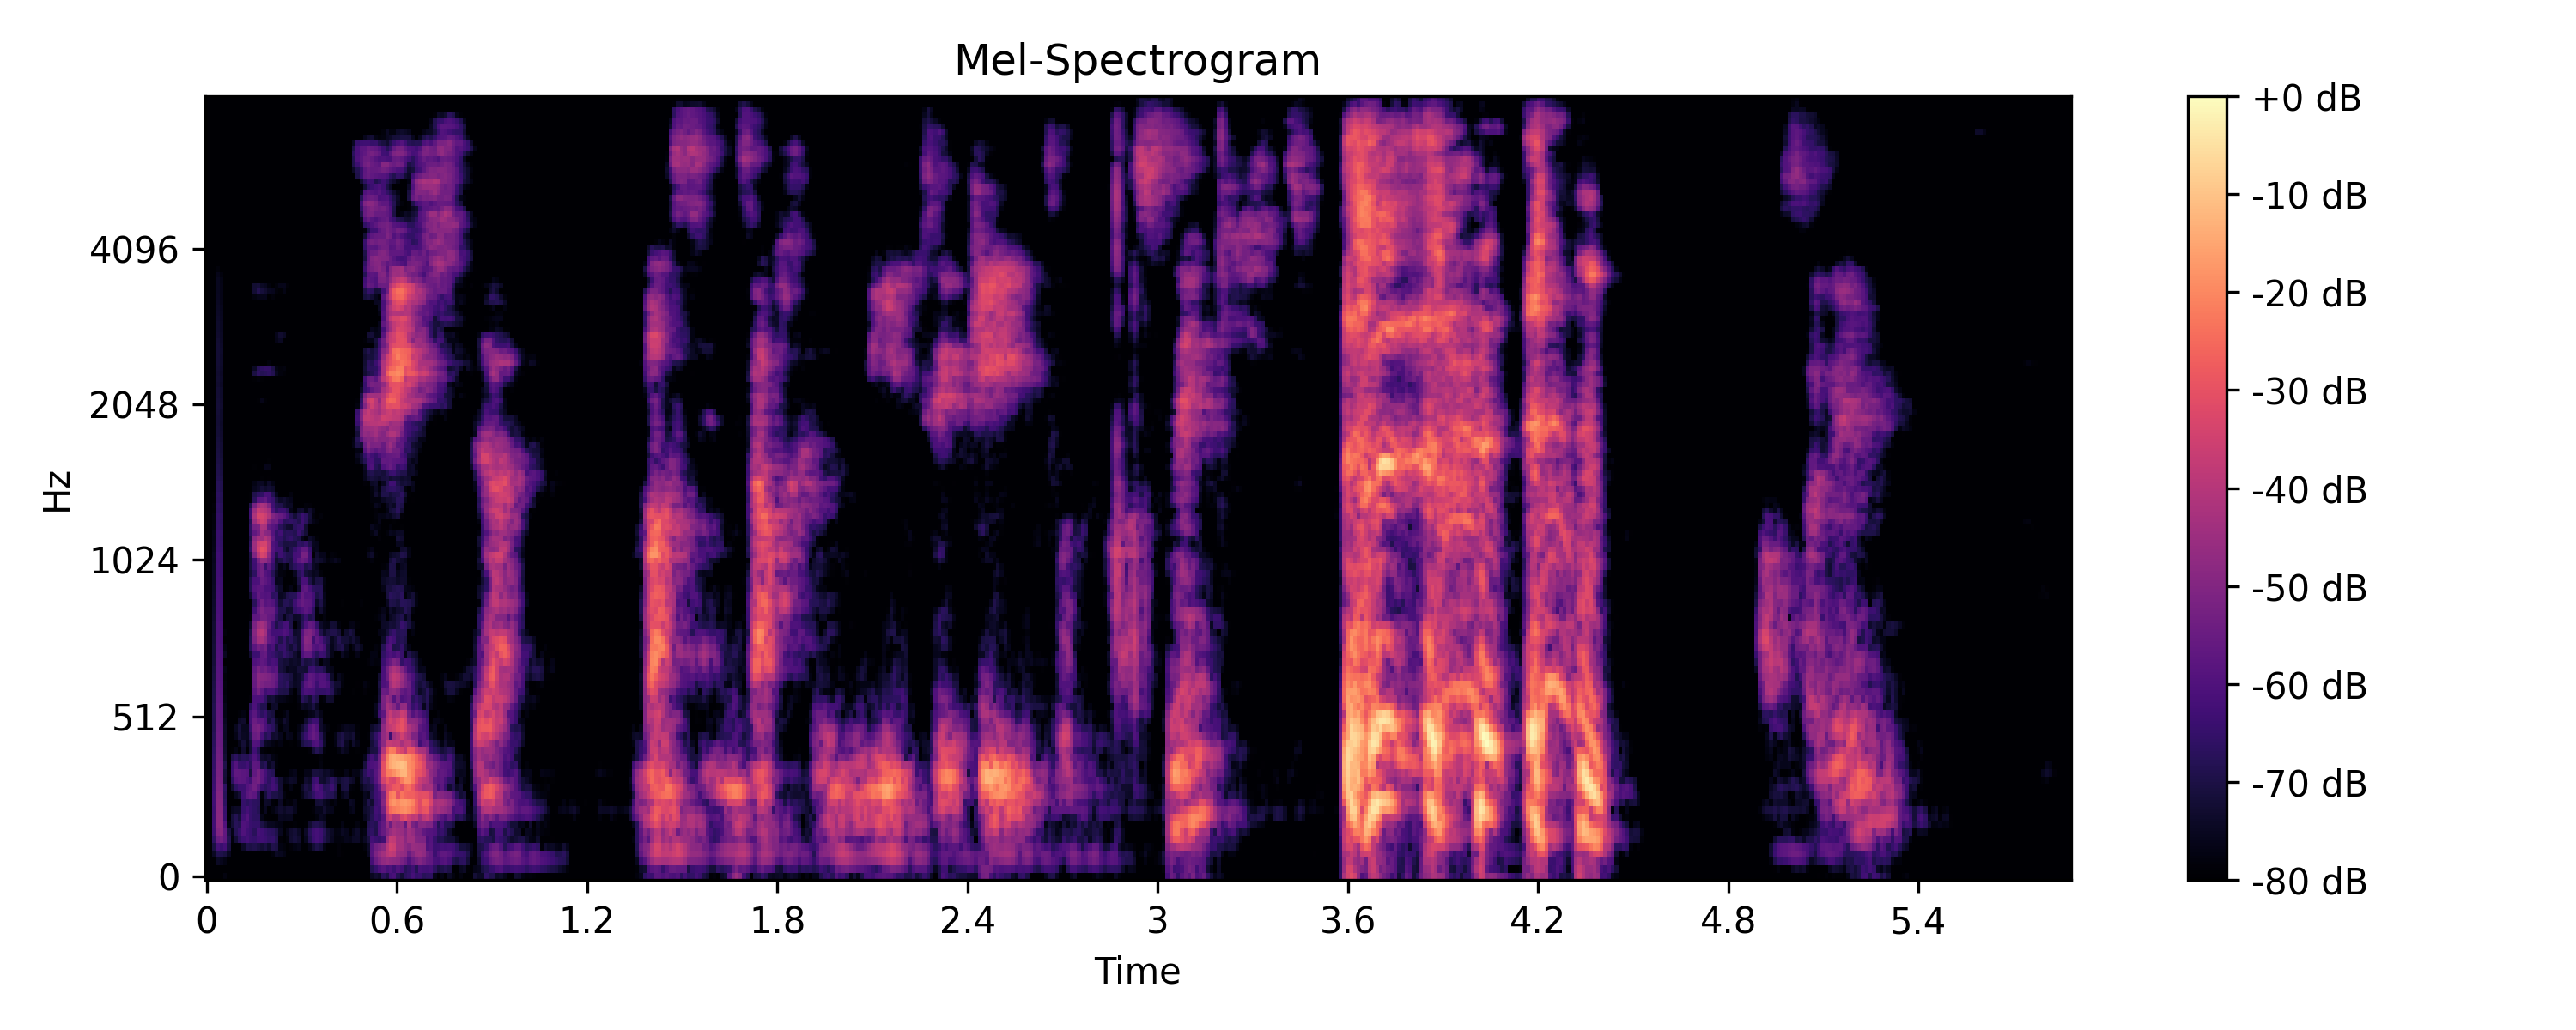 Mel-Spectrogram
+0 dB
-10 dB
-20 dB
-30 dB
-40 dB
-50 dB
-60 dB
-70 dB
-80 dB
Hz
4096
2048
1024
512
0
0 0.6 1.2 1.8 2.4 3 3.6 4.2 4.8 5.4
Time